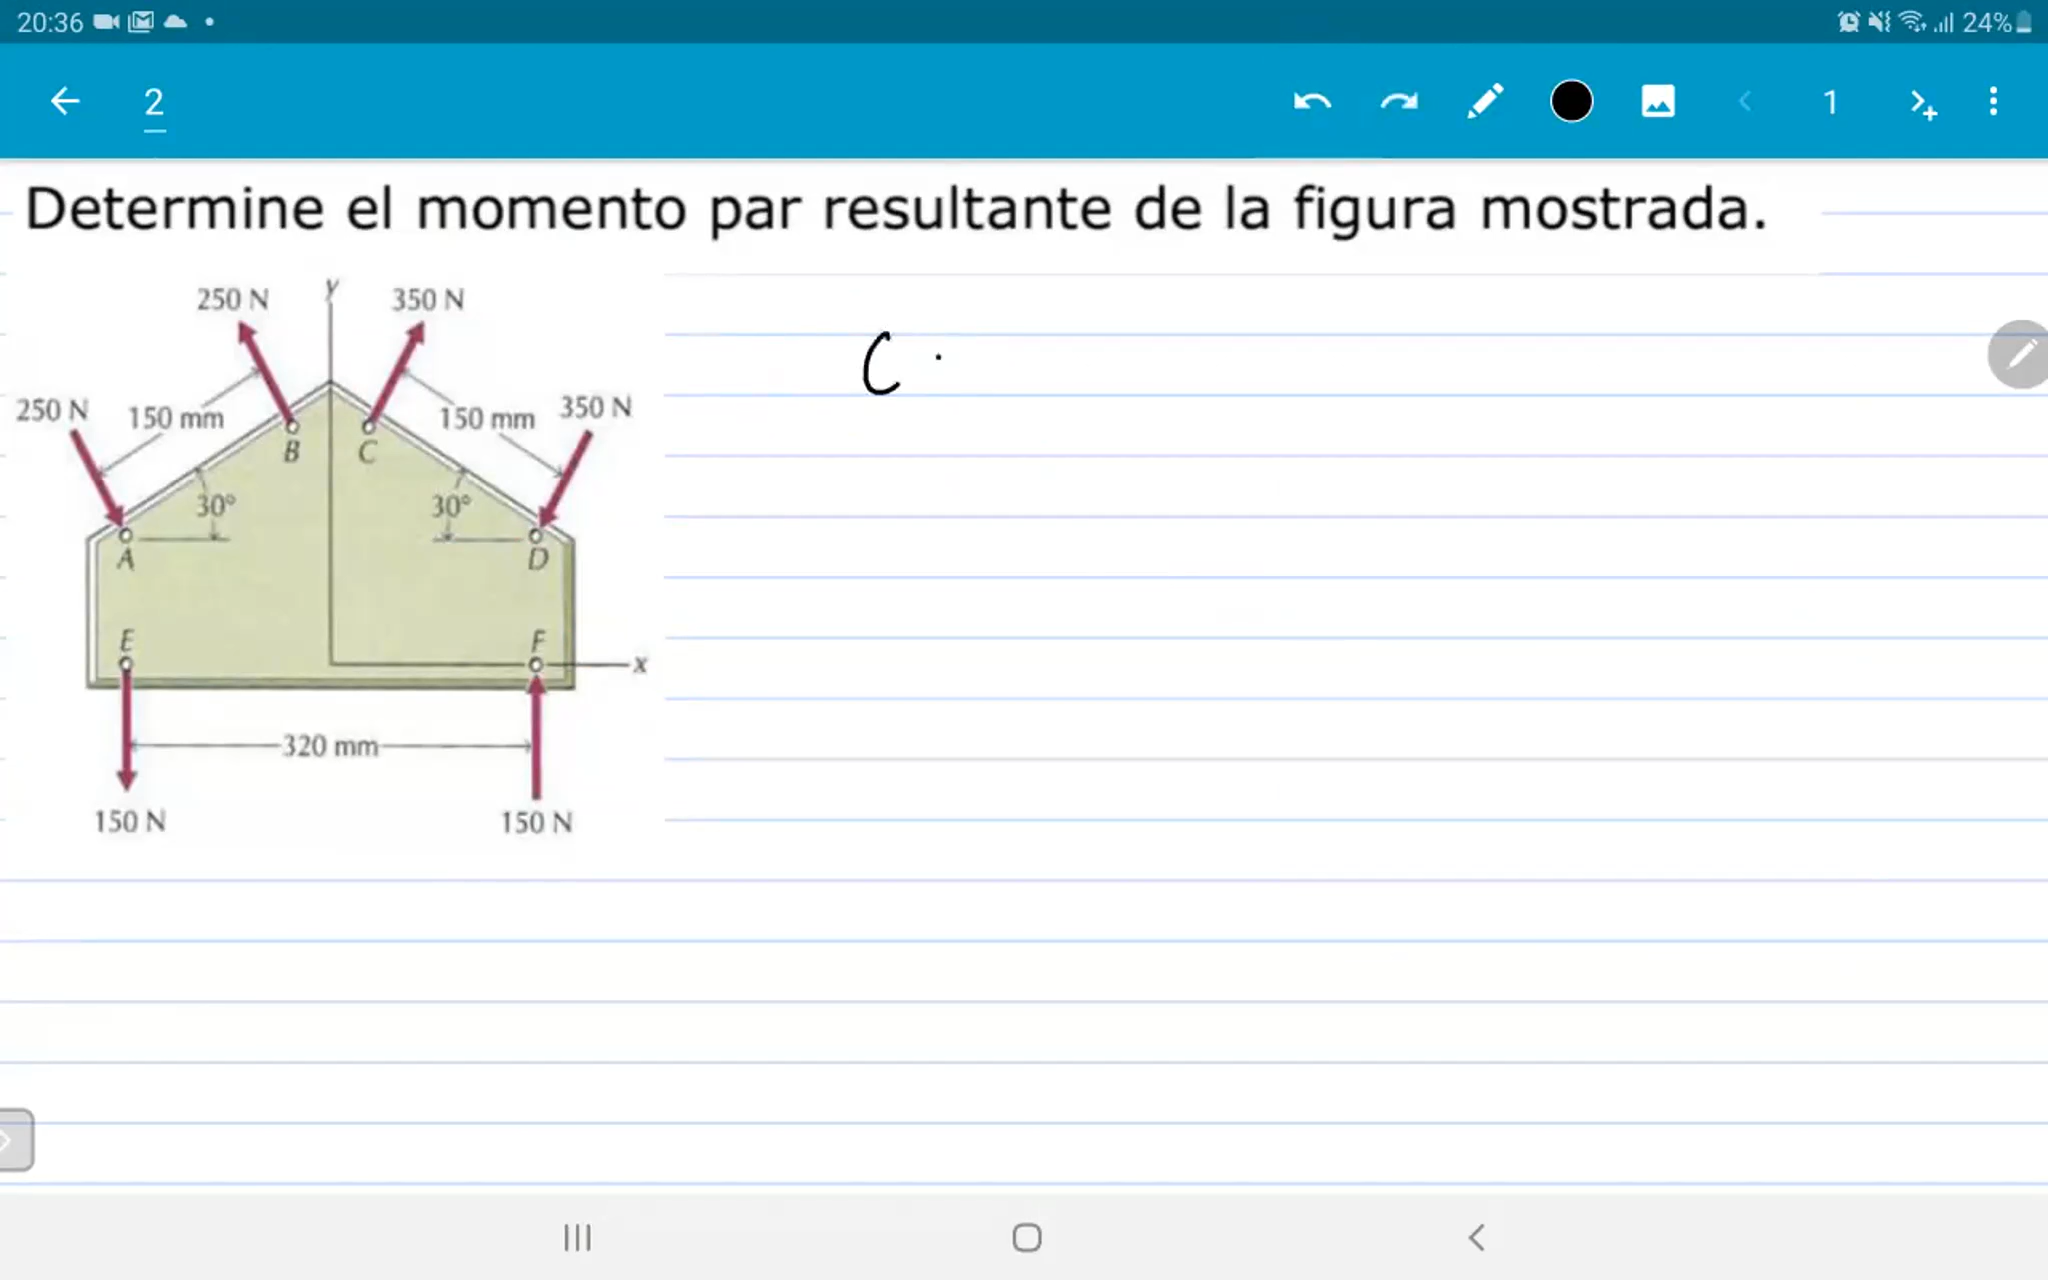 20:36 24%
2 1
Determine el momento par resultante de la figura mostrada.
250 N y 350 N
C
250 N 150 mm 150 mm 350 N
B C
30° 30°
A D
E F
x
320 mm
150 N 150 N